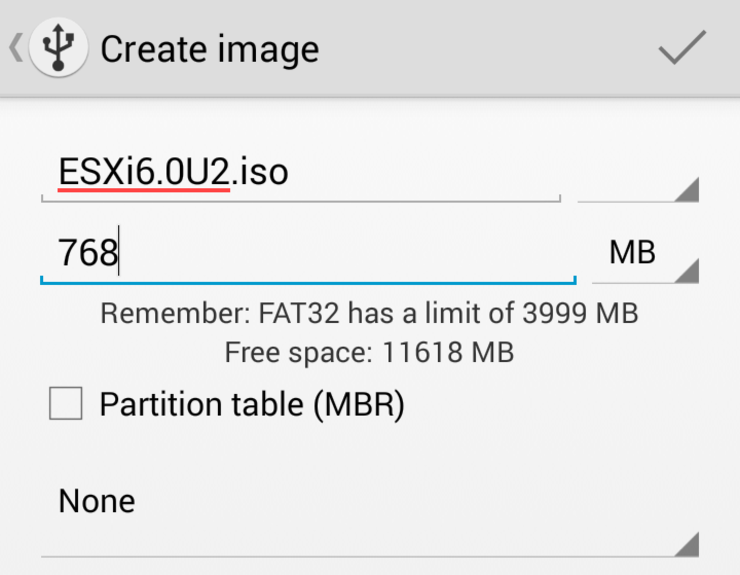 Create image
ESXi6.0U2.iso
768 MB
Remember: FAT32 has a limit of 3999 MB
Free space: 11618 MB
Partition table (MBR)
None